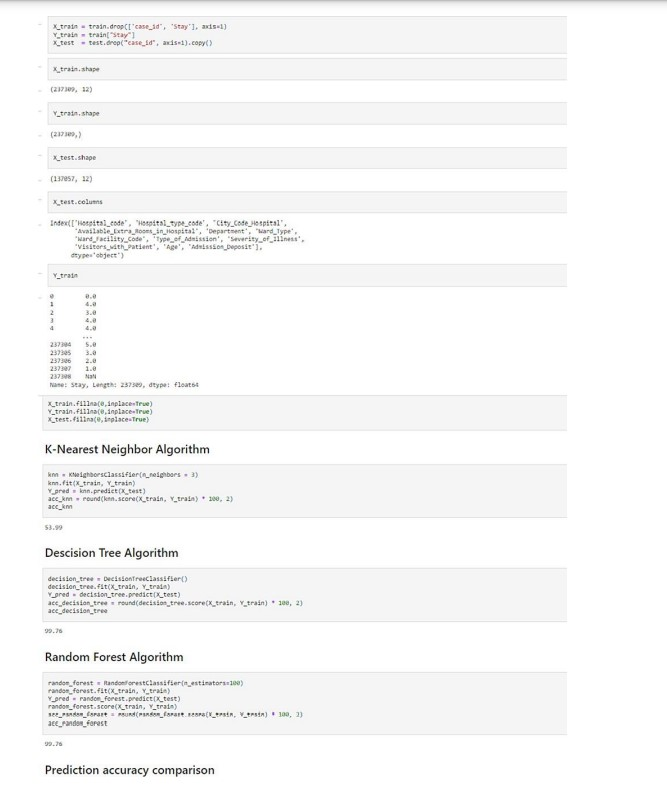 X_train = train.drop(['case_id', 'Stay'], axis=1)
Y_train = train["Stay"]
X_test = test.drop("case_id", axis=1).copy()
X_train.shape
(237309, 12)
Y_train.shape
(237309,)
X_test.shape
(137057, 12)
X_test.columns
Index(['Hospital_code', 'Hospital_type_code', 'City_Code_Hospital',
'Available_Extra_Rooms_in_Hospital', 'Department', 'Ward_Type',
'Ward_Facility_Code', 'Type_of_Admission', 'Severity_of_Illness',
'Visitors_with_Patient', 'Age', 'Admission_Deposit'],
dtype='object')
Y_train
0 0.0
1 4.0
2 3.0
3 4.0
4 4.0
...
237304 5.0
237305 3.0
237306 2.0
237307 1.0
237308 NaN
Name: Stay, Length: 237309, dtype: float64
X_train.fillna(0,inplace=True)
Y_train.fillna(0,inplace=True)
X_test.fillna(0,inplace=True)
K-Nearest Neighbor Algorithm
knn = KNeighborsClassifier(n_neighbors = 3)
knn.fit(X_train, Y_train)
Y_pred = knn.predict(X_test)
acc_knn = round(knn.score(X_train, Y_train) * 100, 2)
acc_knn
53.99
Descision Tree Algorithm
decision_tree = DecisionTreeClassifier()
decision_tree.fit(X_train, Y_train)
Y_pred = decision_tree.predict(X_test)
acc_decision_tree = round(decision_tree.score(X_train, Y_train) * 100, 2)
acc_decision_tree
99.76
Random Forest Algorithm
random_forest = RandomForestClassifier(n_estimators=100)
random_forest.fit(X_train, Y_train)
Y_pred = random_forest.predict(X_test)
random_forest.score(X_train, Y_train)
acc_random_forest = round(random_forest.score(X_train, Y_train) * 100, 3)
acc_random_forest
99.76
Prediction accuracy comparison